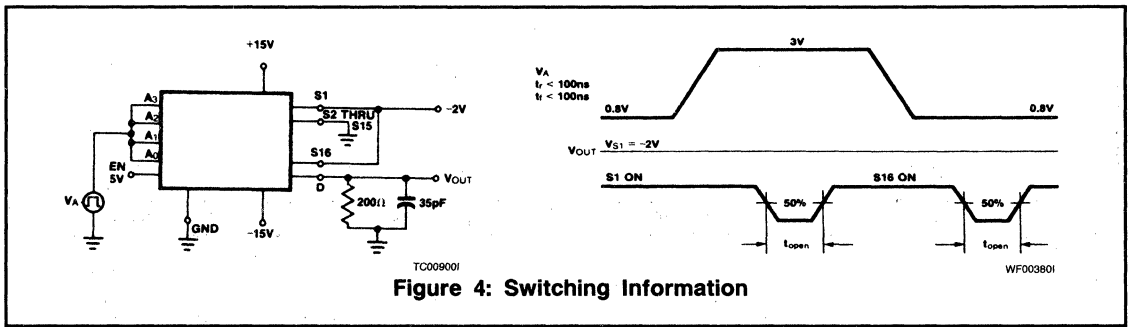 +15V
A3
A2
A1
A0
EN
5V
VA
GND
-15V
S1
S2 THRU
S15
S16
D
-2V
VOUT
200Ω
35pF
TC00900I
VA
tr < 100ns
tf < 100ns
3V
0.8V
0.8V
VOUT
VS1 = -2V
S1 ON
S16 ON
50%
50%
topen
topen
WF00380I
Figure 4: Switching Information